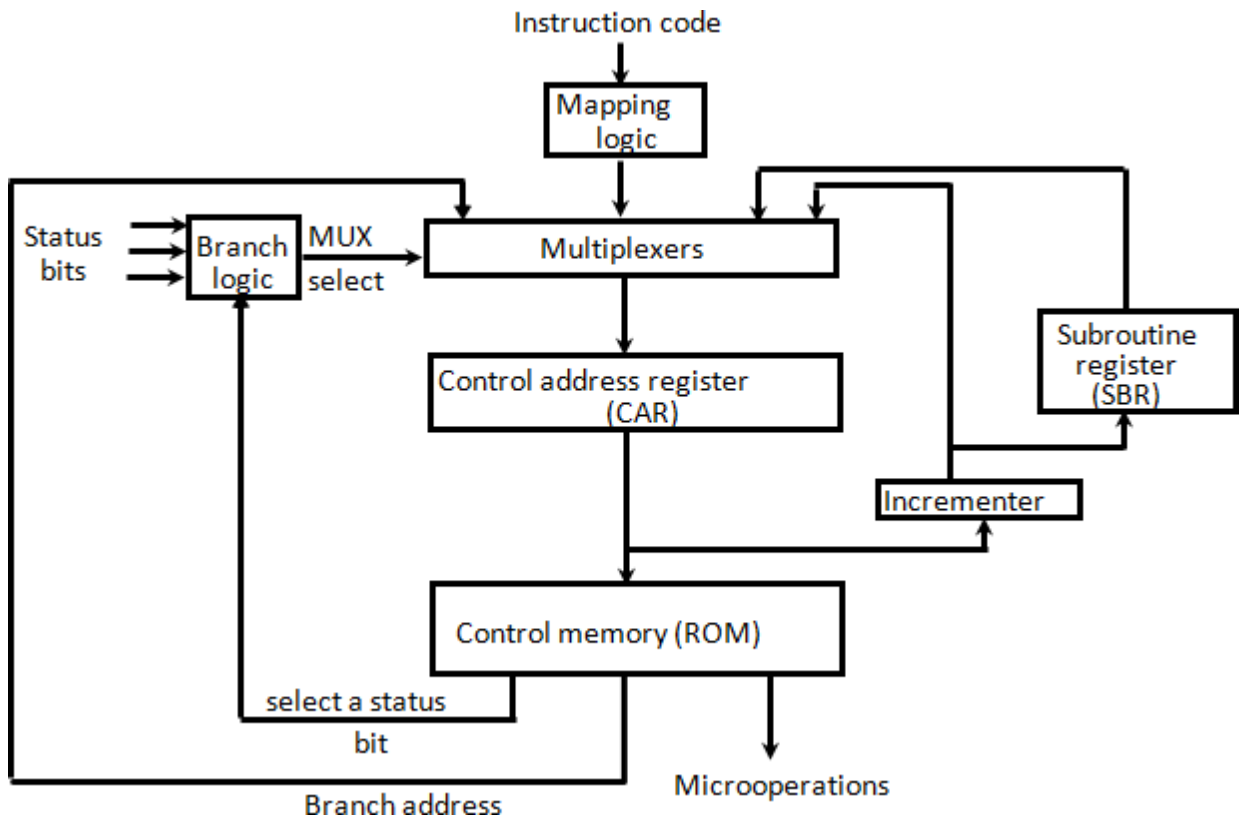 Instruction code
Mapping
logic
Status
bits
Branch
logic
MUX
select
Multiplexers
Control address register
(CAR)
Subroutine
register
(SBR)
Incrementer
Control memory (ROM)
select a status
bit
Microoperations
Branch address